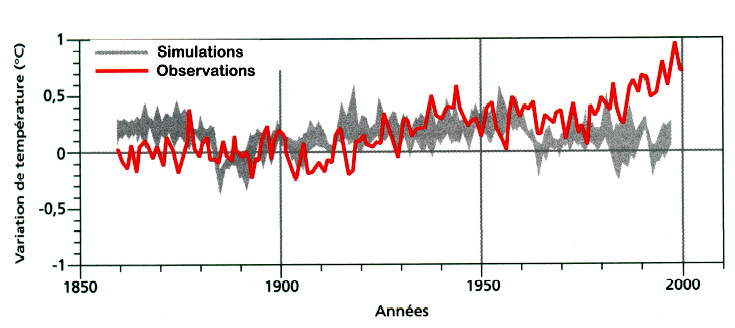 Simulations
Observations
Variation de température (°C)
1
0,5
0
-0,5
-1
1850
1900
1950
2000
Années